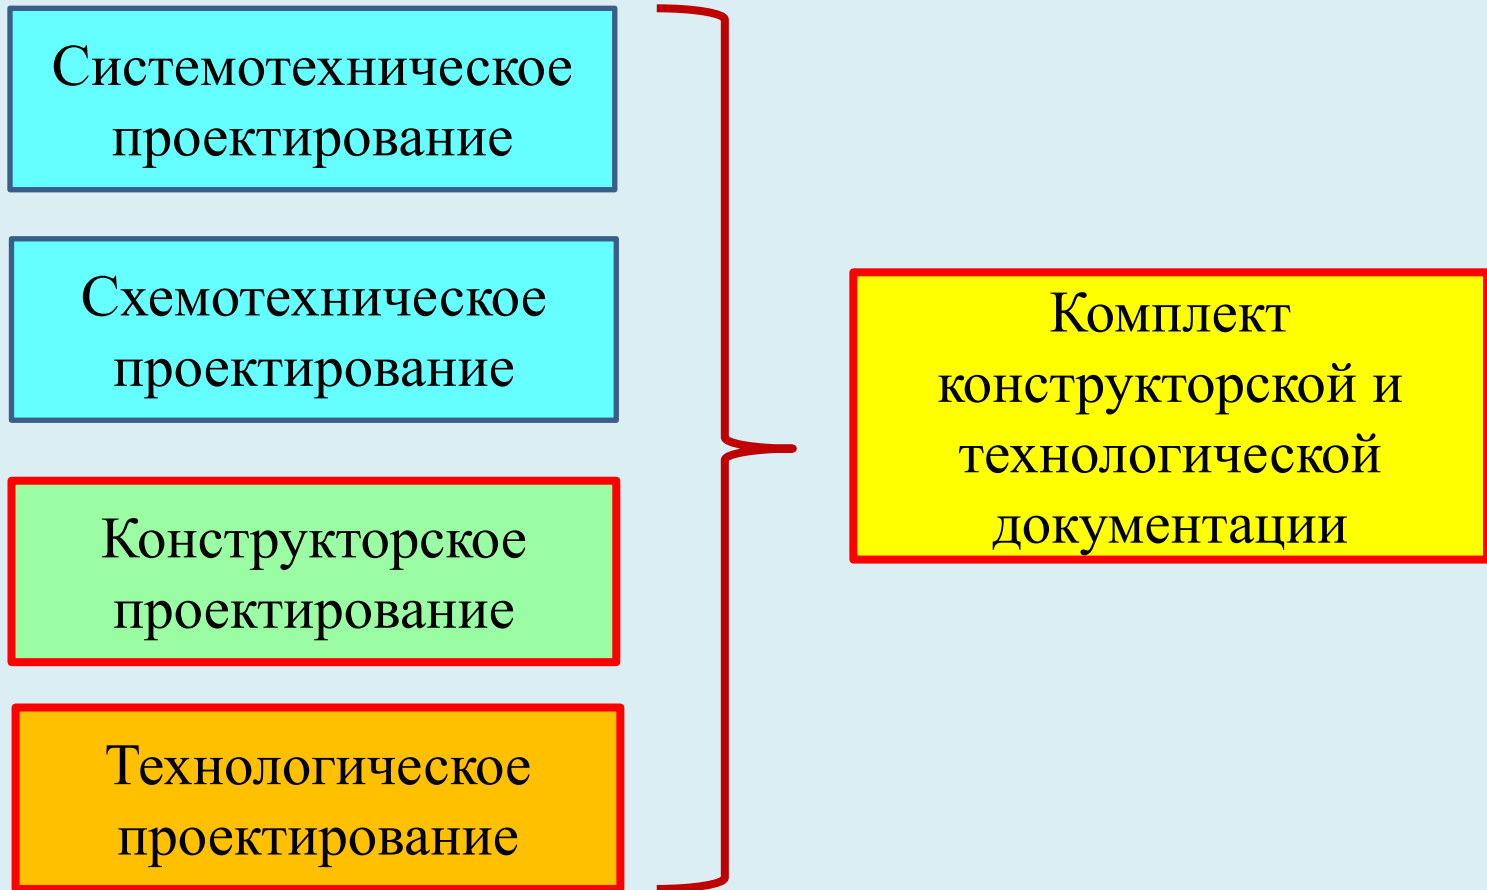 Системотехническое
проектирование
Схемотехническое
проектирование
Конструкторское
проектирование
Технологическое
проектирование
Комплект
конструкторской и
технологической
документации